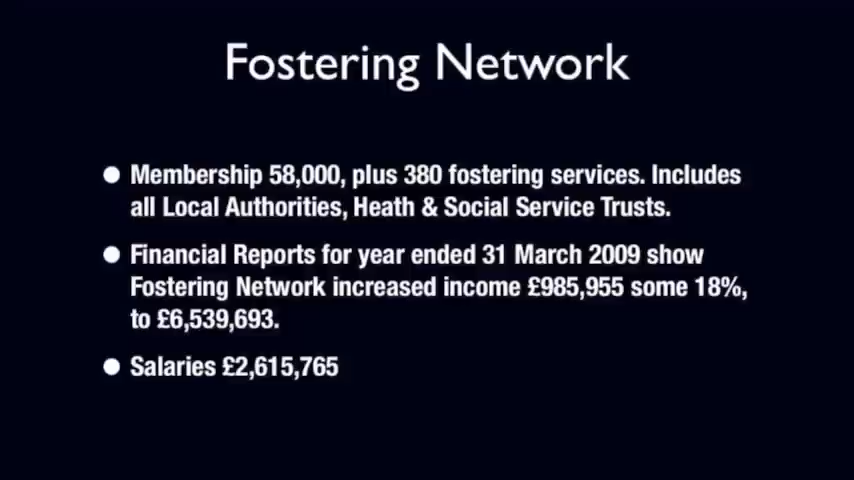 Fostering Network
● Membership 58,000, plus 380 fostering services. Includes
all Local Authorities, Heath & Social Service Trusts.
● Financial Reports for year ended 31 March 2009 show
Fostering Network increased income £985,955 some 18%,
to £6,539,693.
● Salaries £2,615,765